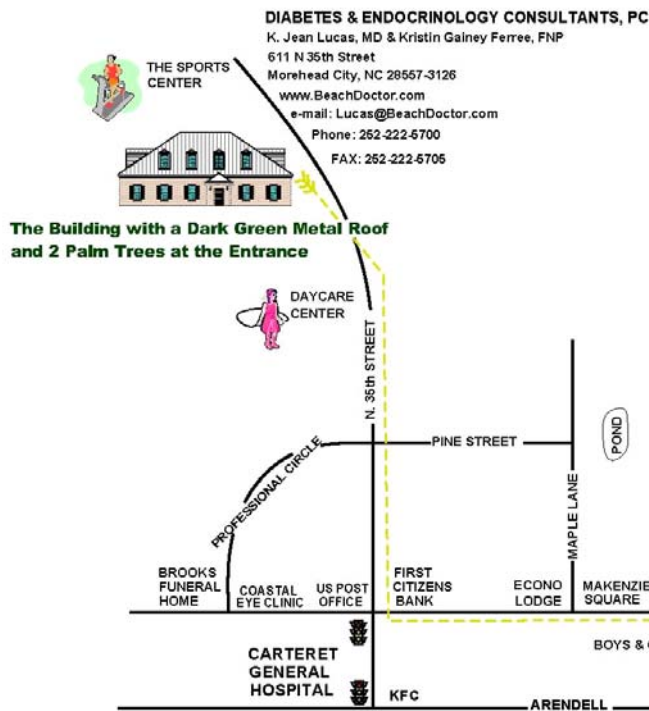 DIABETES & ENDOCRINOLOGY CONSULTANTS, PC
K. Jean Lucas, MD & Kristin Gainey Ferree, FNP
611 N 35th Street
Morehead City, NC 28557-3126
www.BeachDoctor.com
e-mail: Lucas@BeachDoctor.com
Phone: 252-222-5700
FAX: 252-222-5705
THE SPORTS
CENTER
The Building with a Dark Green Metal Roof
and 2 Palm Trees at the Entrance
DAYCARE
CENTER
N. 35th STREET
PROFESSIONAL CIRCLE
PINE STREET
POND
MAPLE LANE
BROOKS
FUNERAL
HOME
COASTAL
EYE CLINIC
US POST
OFFICE
FIRST
CITIZENS
BANK
ECONO
LODGE
MAKENZIE
SQUARE
BOYS &
CARTERET
GENERAL
HOSPITAL
KFC
ARENDELL